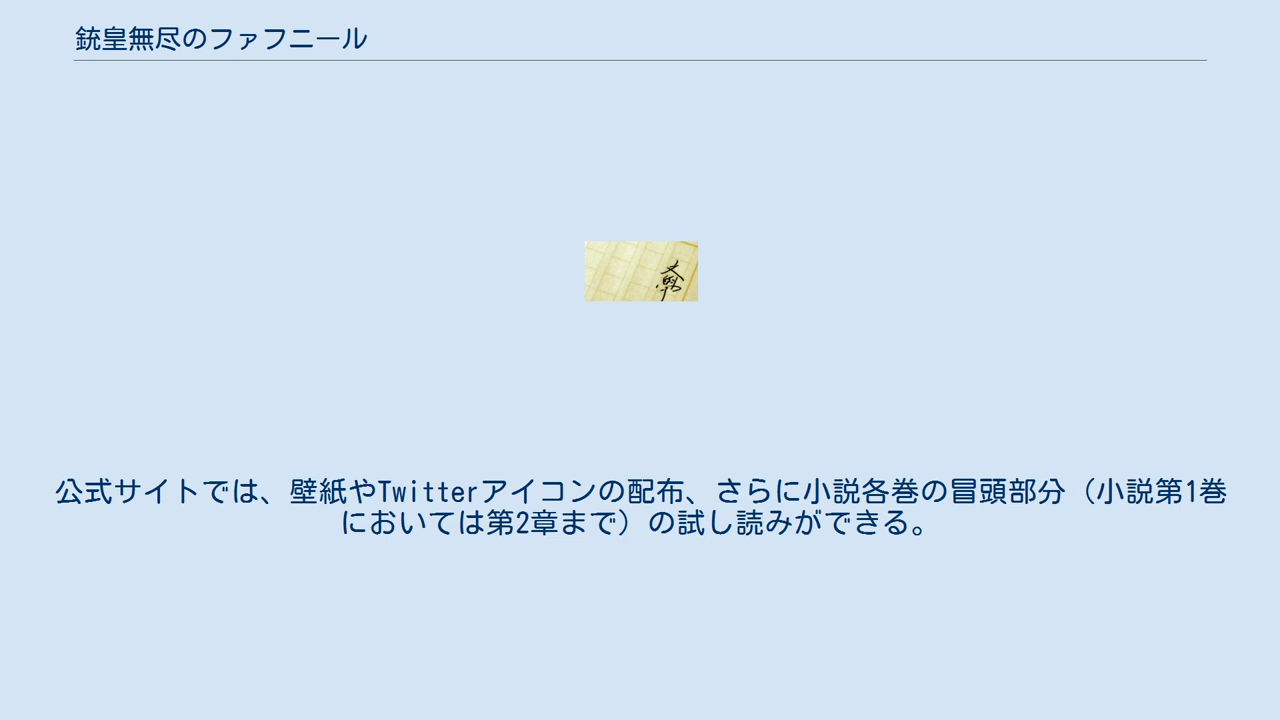 銃皇無尽のファフニール
公式サイトでは、壁紙やTwitterアイコンの配布、さらに小説各巻の冒頭部分（小説第1巻
においては第2章まで）の試し読みができる。